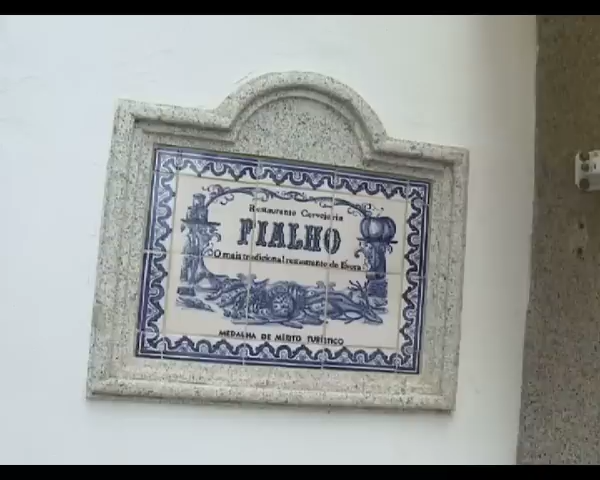 Restaurante Cervejaria
FIALHO
"O mais tradicional restaurante de Évora"
MEDALHA DE MÉRITO TURÍSTICO